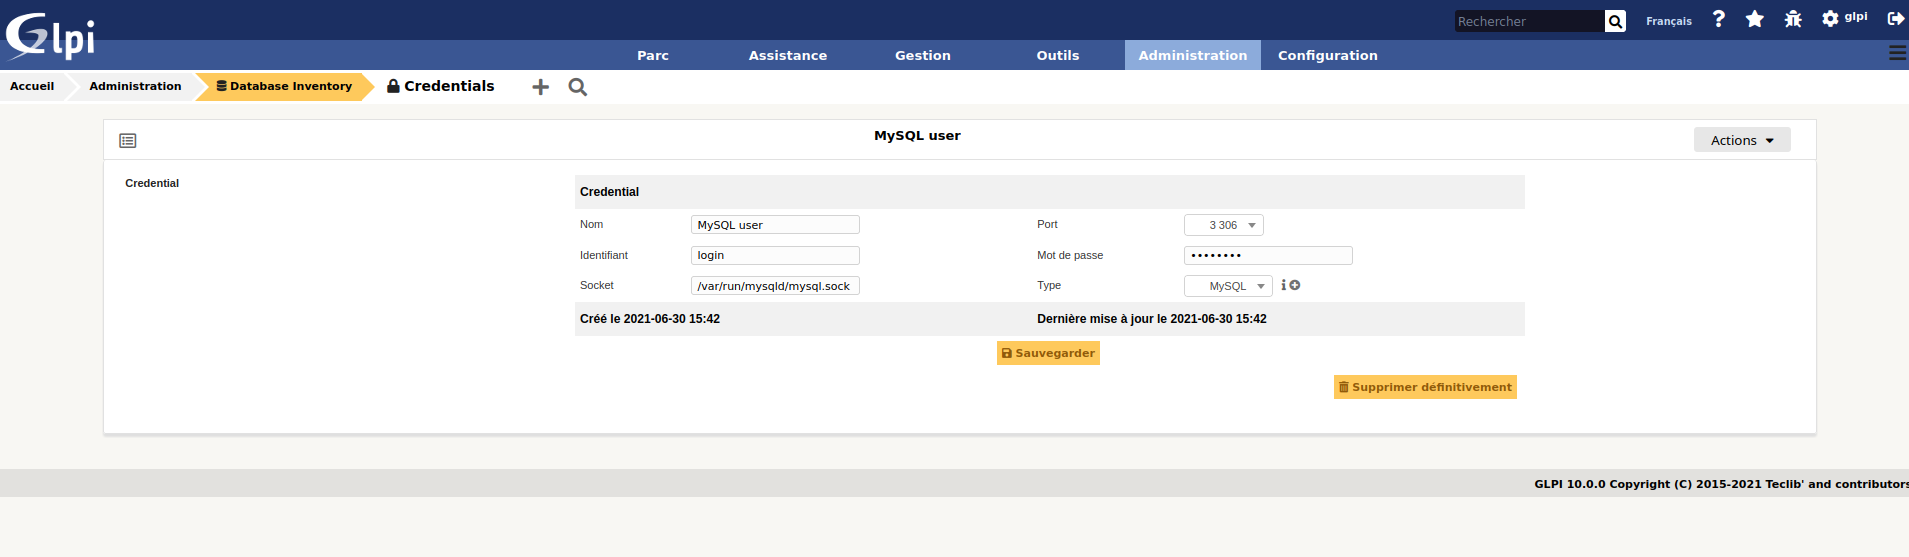 Glpi
Rechercher Français ? glpi
Parc Assistance Gestion Outils Administration Configuration
Accueil Administration Database Inventory Credentials
MySQL user
Actions
Credential
Credential
Nom MySQL user Port 3 306
Identifiant login Mot de passe ••••••••
Socket /var/run/mysqld/mysql.sock Type MySQL
Créé le 2021-06-30 15:42 Dernière mise à jour le 2021-06-30 15:42
Sauvegarder
Supprimer définitivement
GLPI 10.0.0 Copyright (C) 2015-2021 Teclib' and contributors